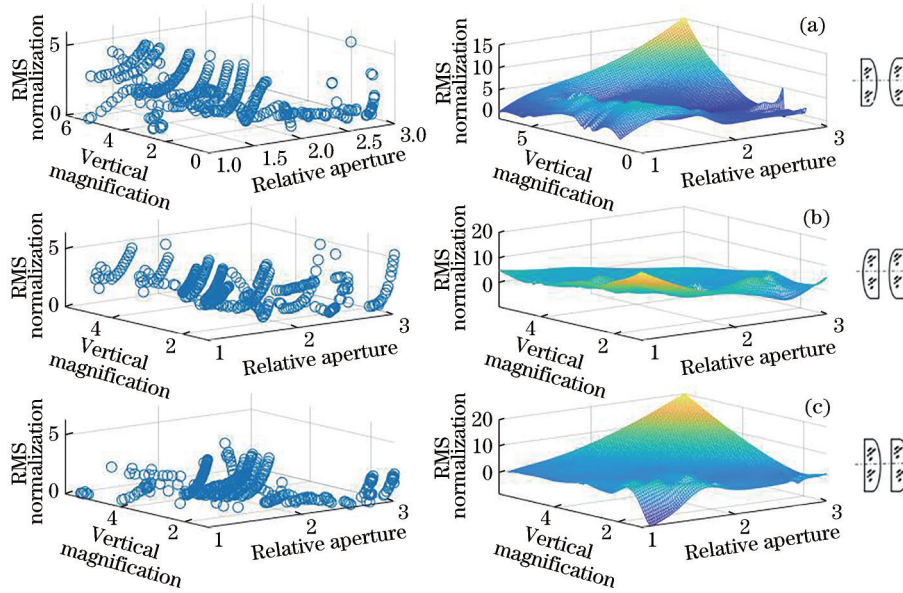 (a)
RMS
normalization
5
0
6
4
2
0
Vertical
magnification
1.0
1.5
2.0
2.5
3.0
Relative aperture
RMS
normalization
15
10
5
0
5
0
Vertical
magnification
1
2
3
Relative aperture
(b)
RMS
normalization
5
0
4
2
Vertical
magnification
1
2
3
Relative aperture
RMS
normalization
20
10
0
4
2
Vertical
magnification
1
2
3
Relative aperture
(c)
RMS
normalization
5
0
4
2
Vertical
magnification
1
2
3
Relative aperture
RMS
normalization
20
10
0
4
2
Vertical
magnification
1
2
3
Relative aperture